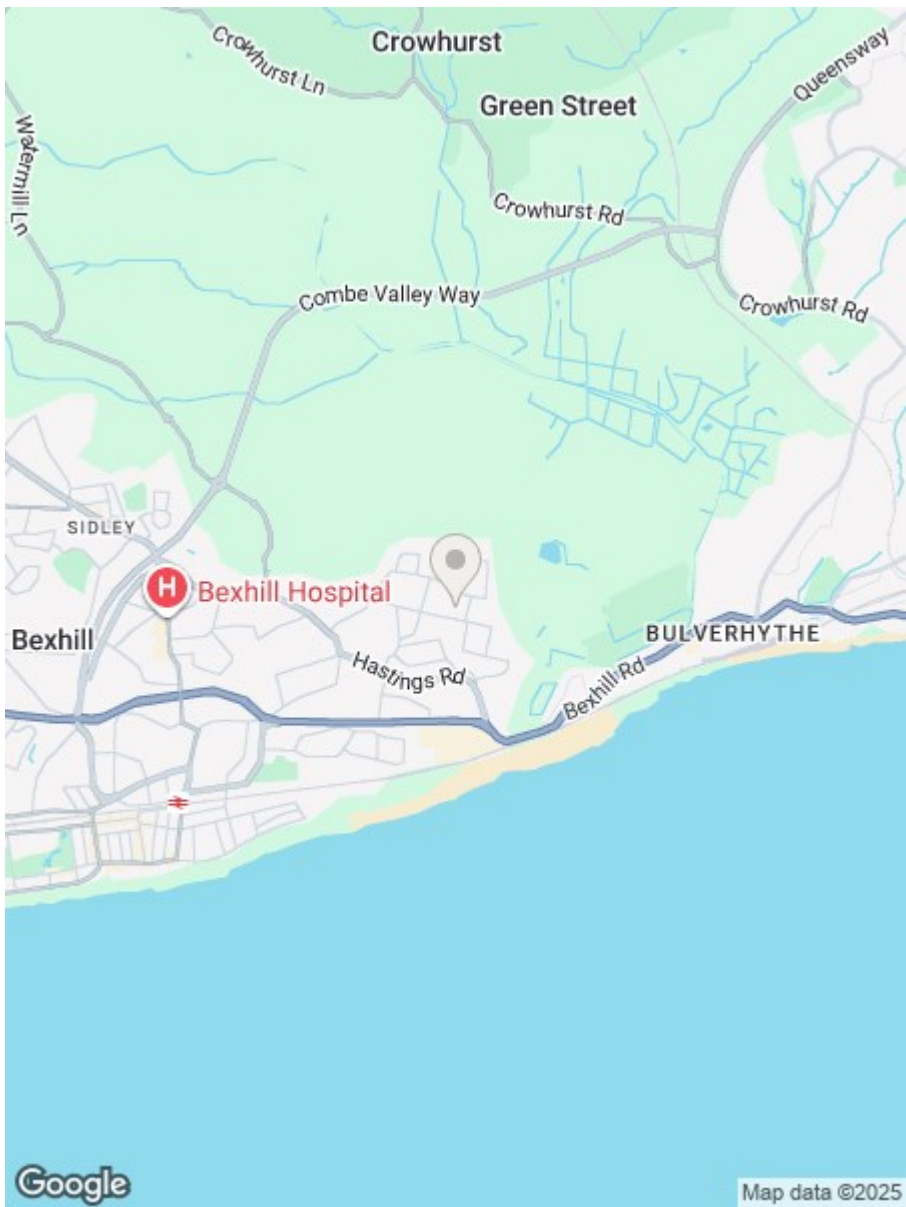 Crowhurst
Crowhurst Ln
Queensway
Green Street
Watermill Ln
Crowhurst Rd
Combe Valley Way
Crowhurst Rd
SIDLEY
H
Bexhill Hospital
Bexhill
BULVERHYTHE
Hastings Rd
Bexhill Rd
Google
Map data ©2025